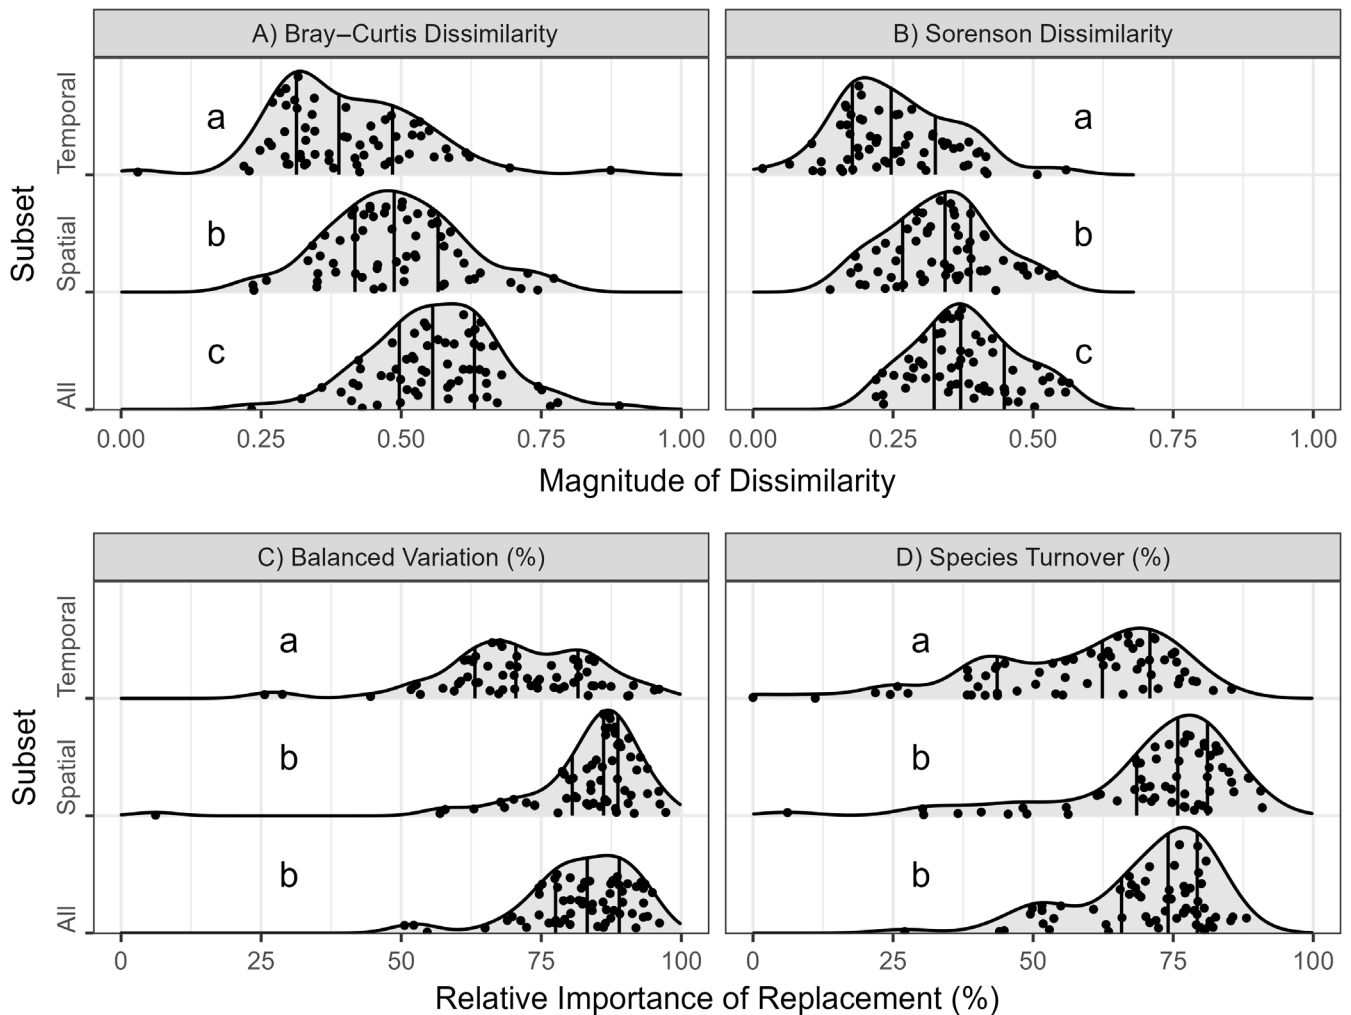 A) Bray–Curtis Dissimilarity
B) Sorenson Dissimilarity
Subset
Temporal
a
a
Spatial
b
b
All
c
c
0.00 0.25 0.50 0.75 1.00
0.00 0.25 0.50 0.75 1.00
Magnitude of Dissimilarity
C) Balanced Variation (%)
D) Species Turnover (%)
Subset
Temporal
a
a
Spatial
b
b
All
b
b
0 25 50 75 100
0 25 50 75 100
Relative Importance of Replacement (%)